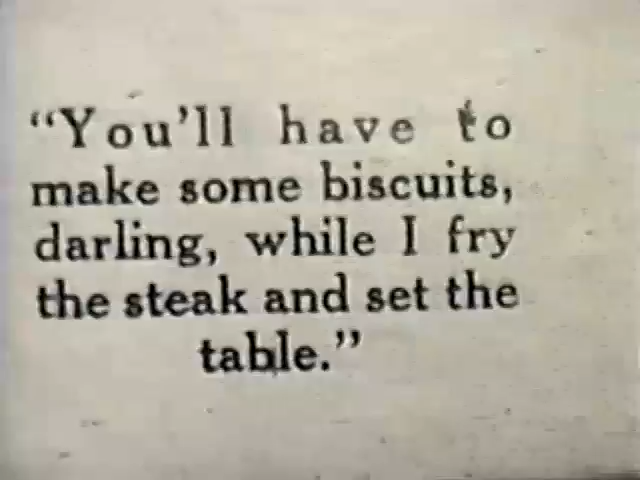 “You’ll have to
make some biscuits,
darling, while I fry
the steak and set the
table.”